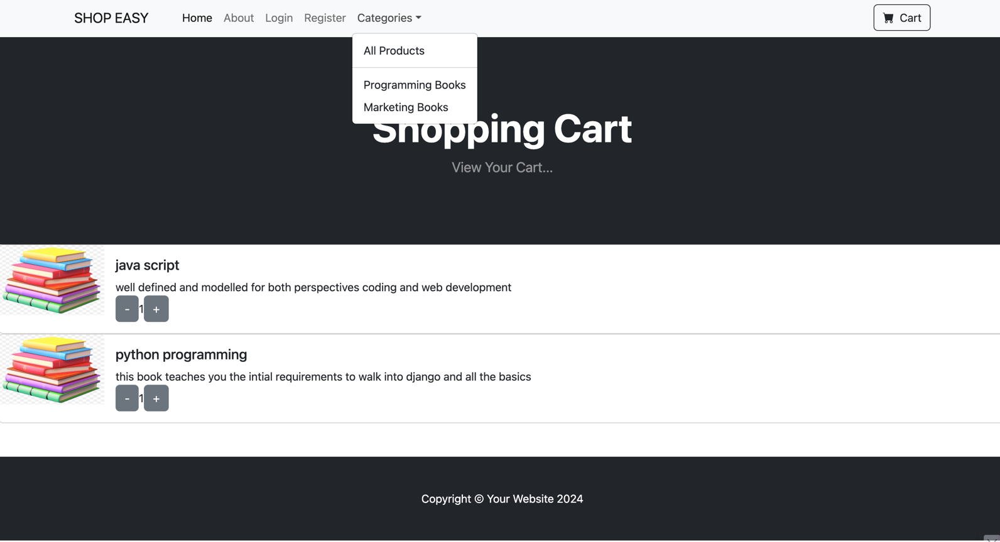 SHOP EASY Home About Login Register Categories Cart
All Products
Programming Books
Marketing Books
Shopping Cart
View Your Cart...
java script
well defined and modelled for both perspectives coding and web development
- 1 +
python programming
this book teaches you the intial requirements to walk into django and all the basics
- 1 +
Copyright © Your Website 2024